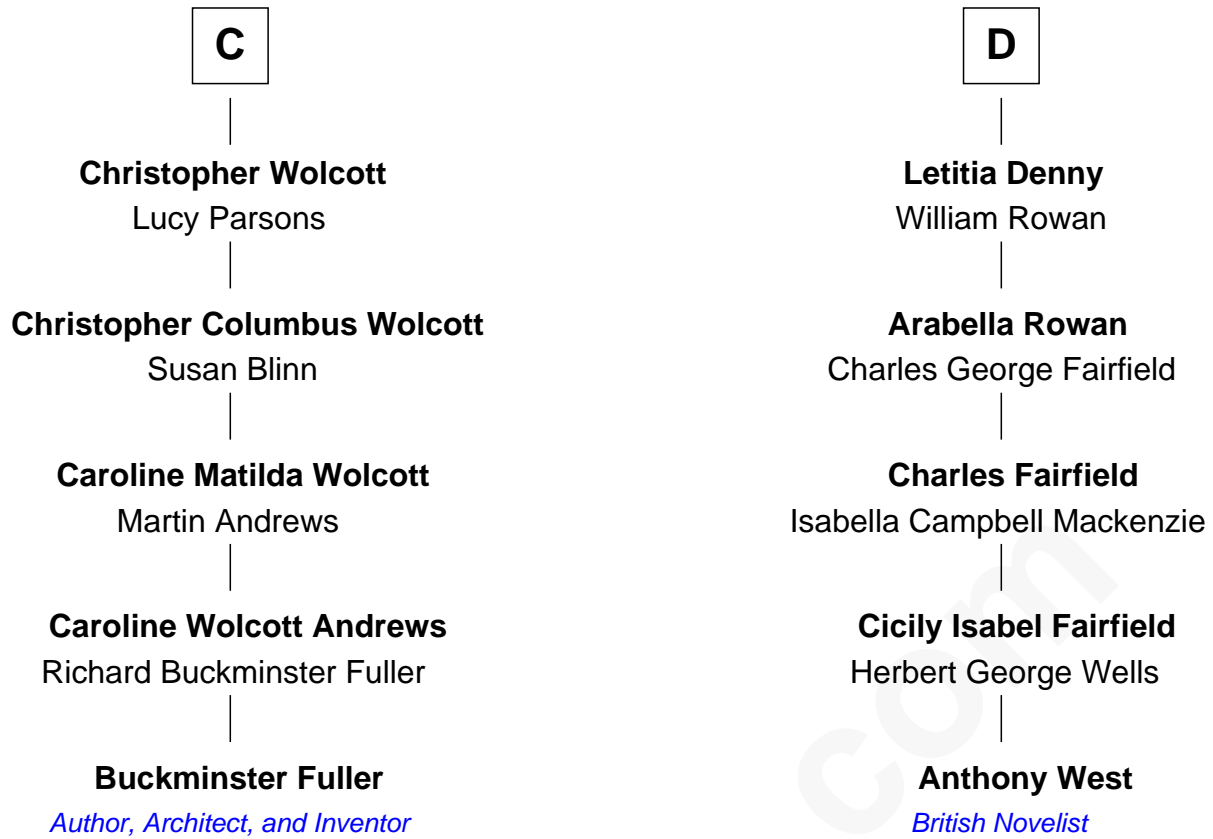 C
Christopher Wolcott
Lucy Parsons
Christopher Columbus Wolcott
Susan Blinn
Caroline Matilda Wolcott
Martin Andrews
Caroline Wolcott Andrews
Richard Buckminster Fuller
Buckminster Fuller
Author, Architect, and Inventor
D
Letitia Denny
William Rowan
Arabella Rowan
Charles George Fairfield
Charles Fairfield
Isabella Campbell Mackenzie
Cicily Isabel Fairfield
Herbert George Wells
Anthony West
British Novelist
com